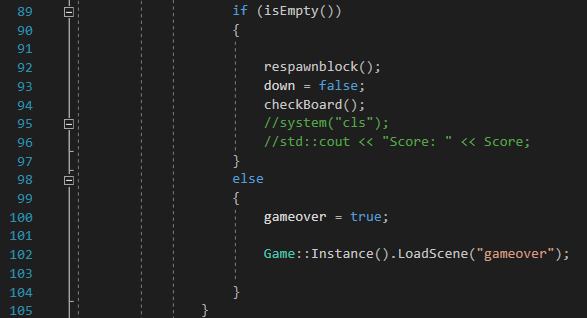 89 if (isEmpty())
90 {
91
92 respawnblock();
93 down = false;
94 checkBoard();
95 //system("cls");
96 //std::cout << "Score: " << Score;
97 }
98 else
99 {
100 gameover = true;
101
102 Game::Instance().LoadScene("gameover");
103
104 }
105 }